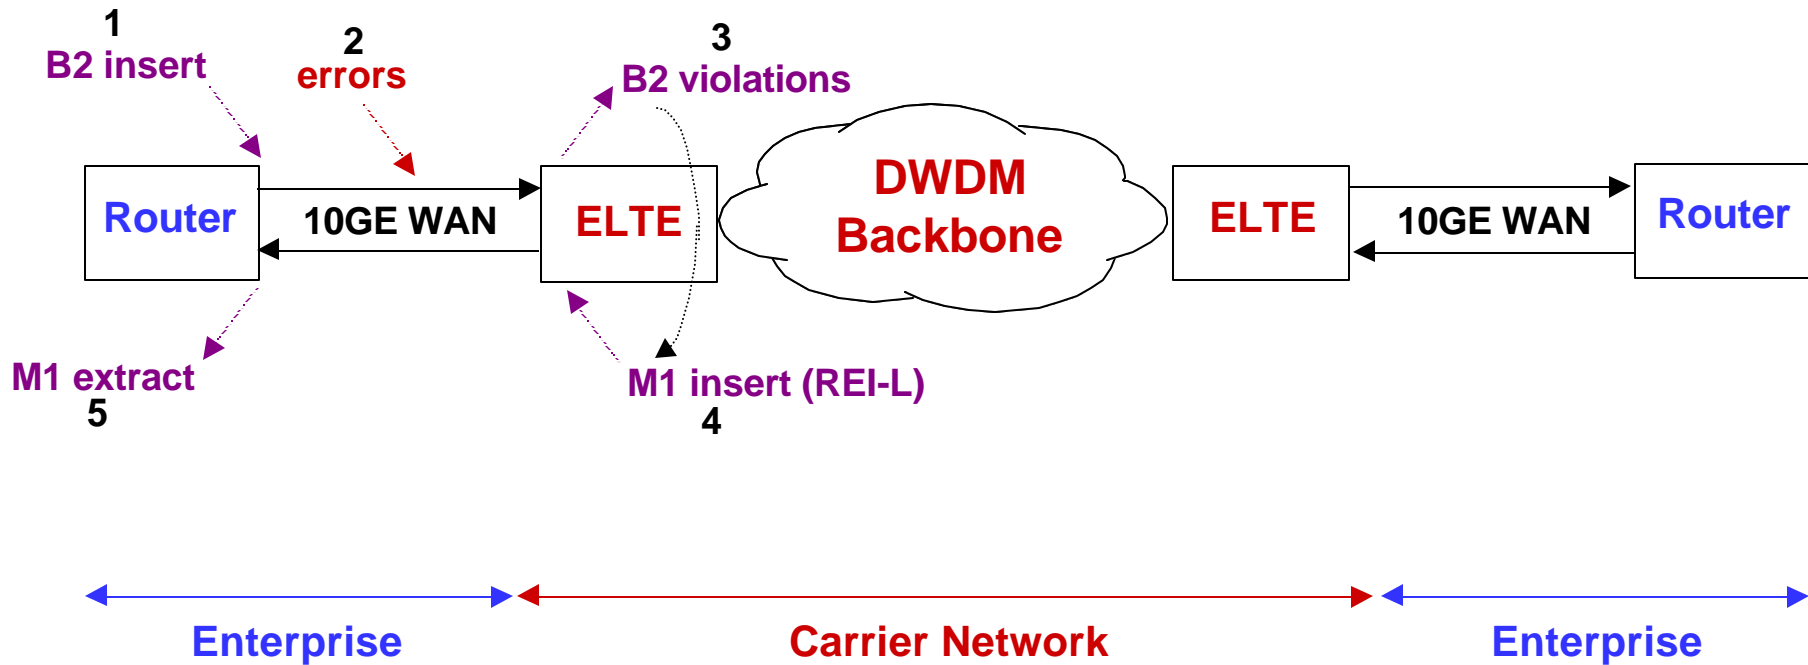 1
B2 insert
2
errors
3
B2 violations
Router
10GE WAN
ELTE
DWDM
Backbone
ELTE
10GE WAN
Router
M1 extract
5
M1 insert (REI-L)
4
Enterprise
Carrier Network
Enterprise